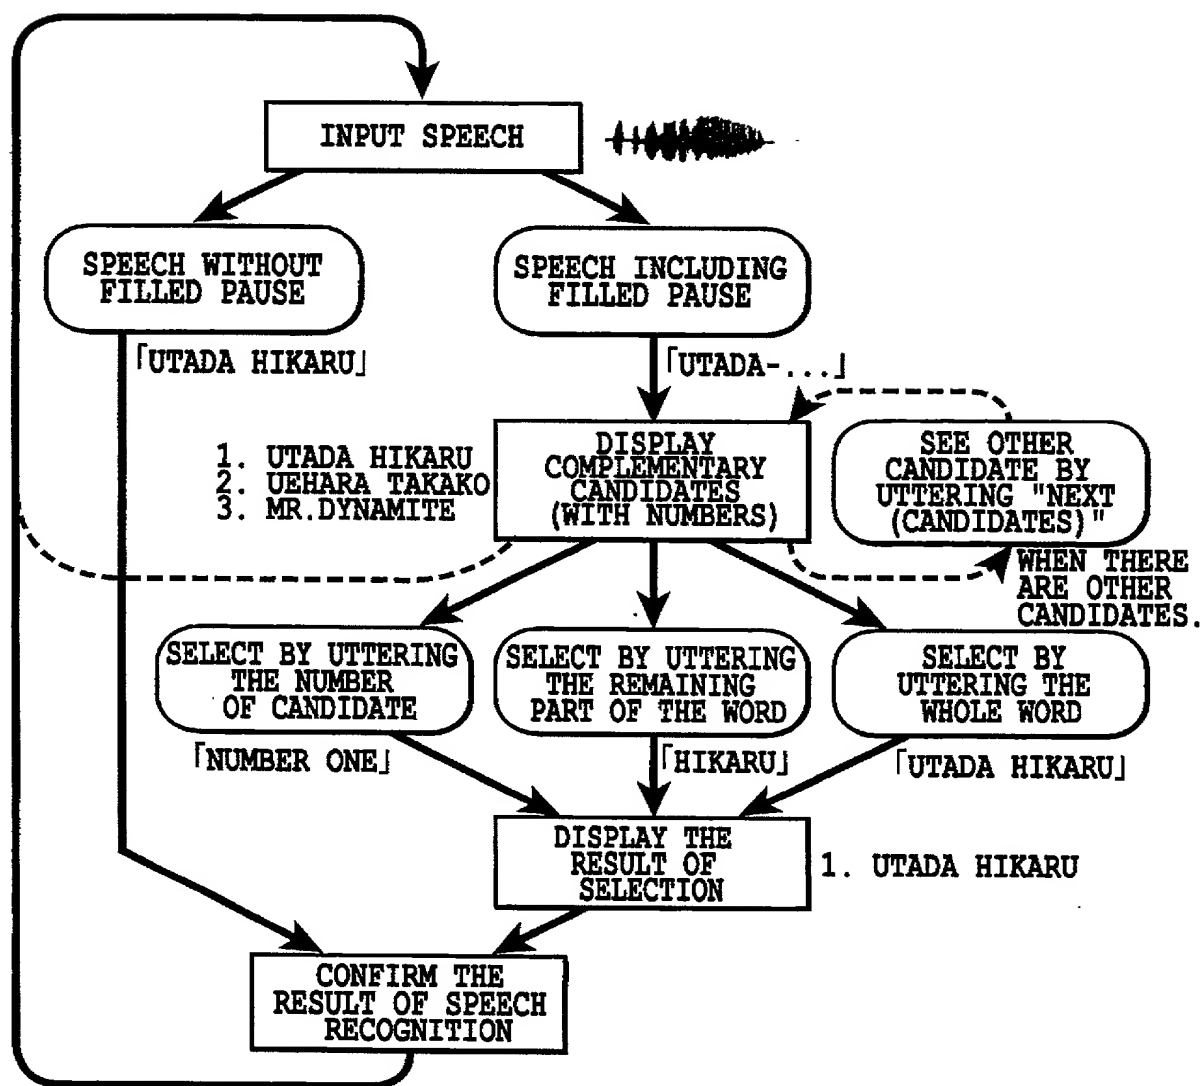 INPUT SPEECH
SPEECH WITHOUT
FILLED PAUSE
SPEECH INCLUDING
FILLED PAUSE
「UTADA HIKARU」
「UTADA-...」
1. UTADA HIKARU
2. UEHARA TAKAKO
3. MR.DYNAMITE
DISPLAY
COMPLEMENTARY
CANDIDATES
(WITH NUMBERS)
SEE OTHER
CANDIDATE BY
UTTERING "NEXT
(CANDIDATES)"
WHEN THERE
ARE OTHER
CANDIDATES.
SELECT BY UTTERING
THE NUMBER
OF CANDIDATE
SELECT BY UTTERING
THE REMAINING
PART OF THE WORD
SELECT BY
UTTERING THE
WHOLE WORD
「NUMBER ONE」
「HIKARU」
「UTADA HIKARU」
DISPLAY THE
RESULT OF
SELECTION
1. UTADA HIKARU
CONFIRM THE
RESULT OF SPEECH
RECOGNITION